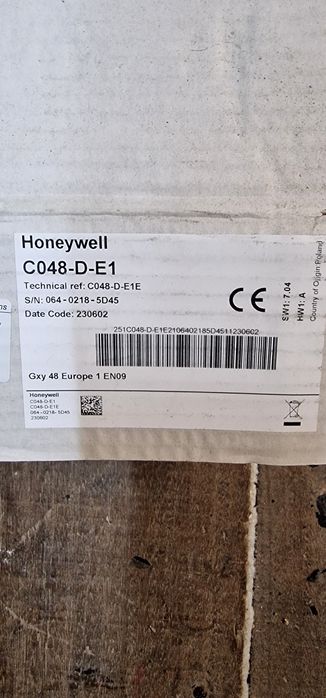 Honeywell
C048-D-E1
Technical ref: C048-D-E1E
S/N: 064-0218-5D45
Date Code: 230602
CE
SW1: 7.04
HW1: A
Country of Origin Poland
251C048-D-E1E2106402185D4511230602
Gxy 48 Europe 1 EN09
Honeywell
C048-D-E1
C048-D-E1E
064-0218-5D45
230602